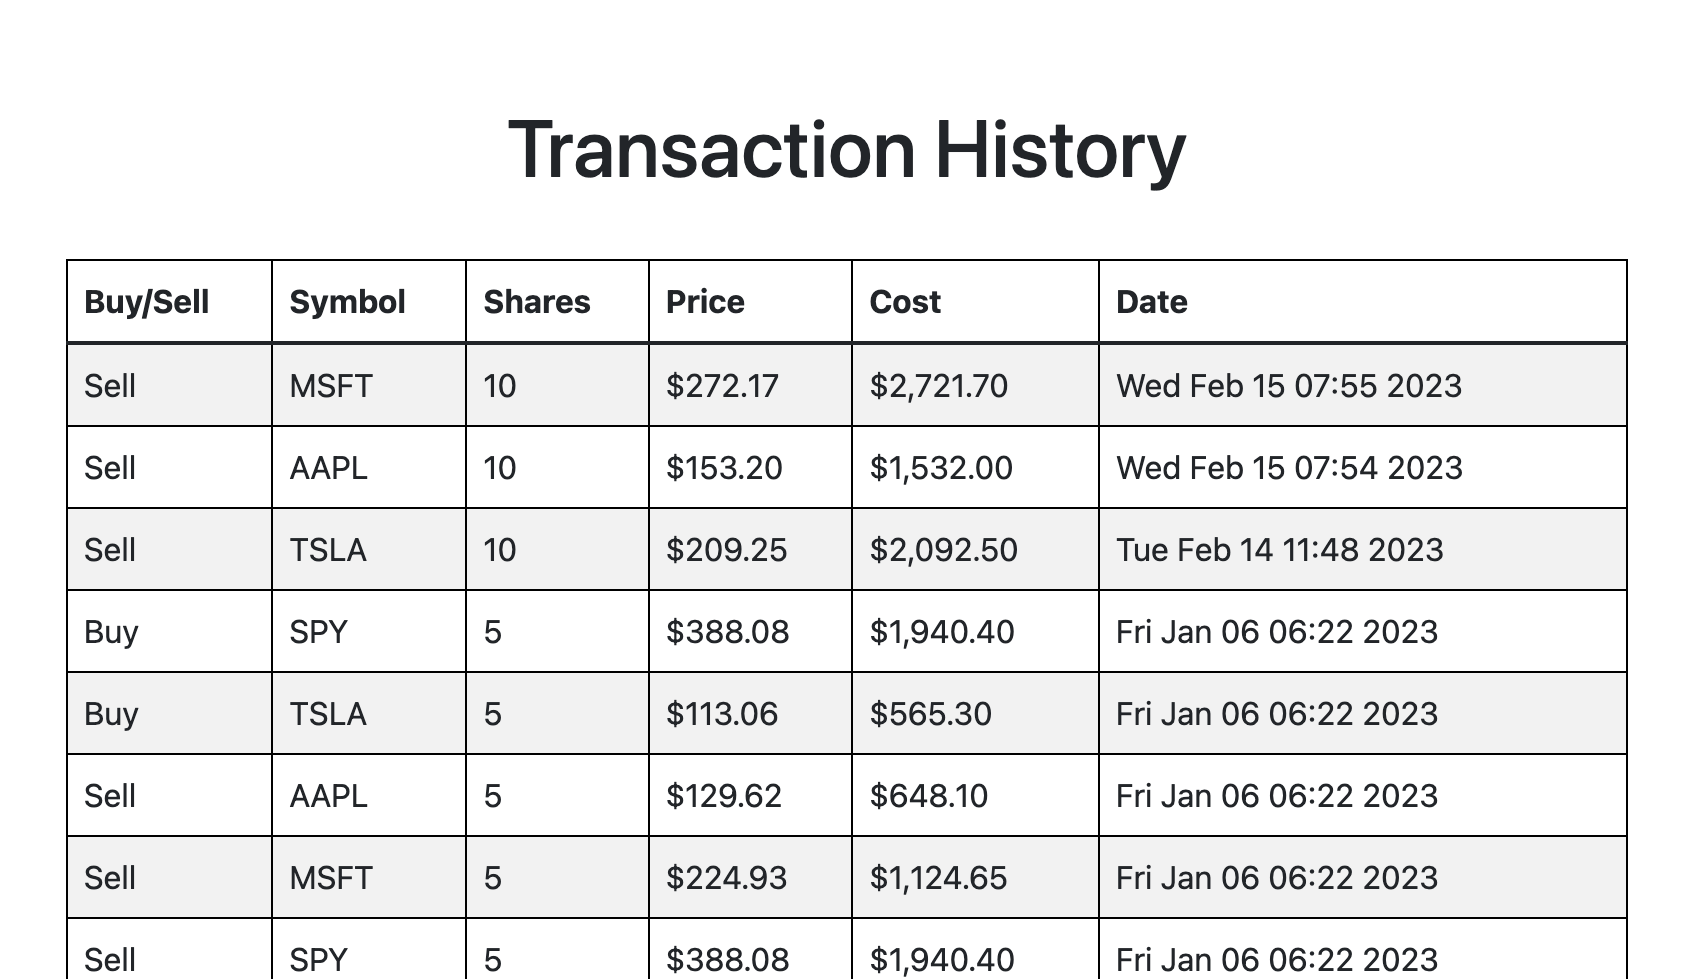 Transaction History
Buy/Sell Symbol Shares Price Cost Date
Sell MSFT 10 $272.17 $2,721.70 Wed Feb 15 07:55 2023
Sell AAPL 10 $153.20 $1,532.00 Wed Feb 15 07:54 2023
Sell TSLA 10 $209.25 $2,092.50 Tue Feb 14 11:48 2023
Buy SPY 5 $388.08 $1,940.40 Fri Jan 06 06:22 2023
Buy TSLA 5 $113.06 $565.30 Fri Jan 06 06:22 2023
Sell AAPL 5 $129.62 $648.10 Fri Jan 06 06:22 2023
Sell MSFT 5 $224.93 $1,124.65 Fri Jan 06 06:22 2023
Sell SPY 5 $388.08 $1,940.40 Fri Jan 06 06:22 2023